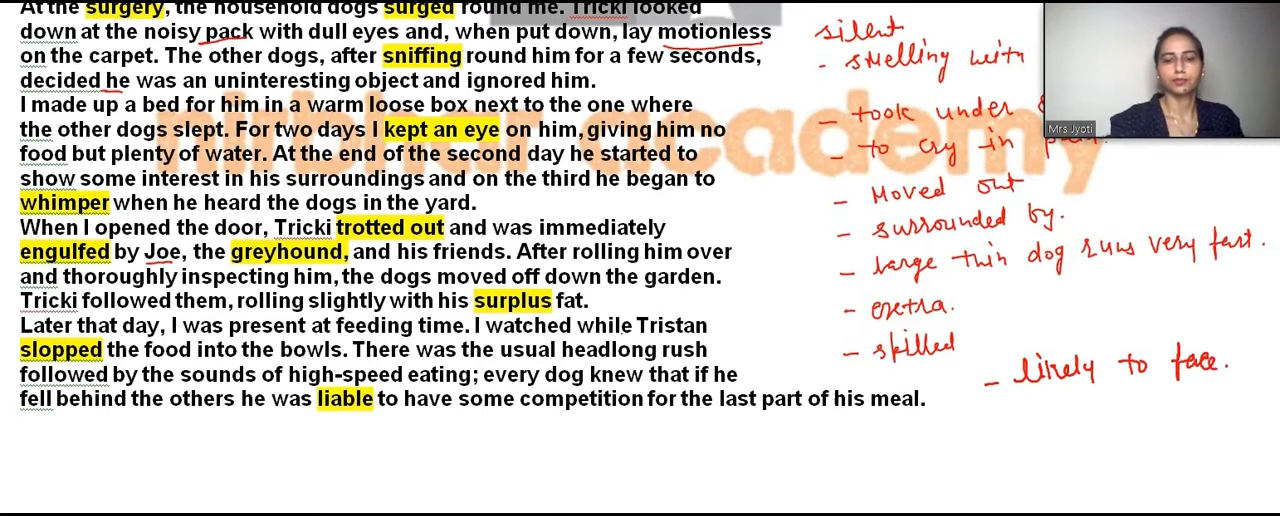 At the surgery, the household dogs surged round me. Tricki looked
down at the noisy pack with dull eyes and, when put down, lay motionless
on the carpet. The other dogs, after sniffing round him for a few seconds,
decided he was an uninteresting object and ignored him.
I made up a bed for him in a warm loose box next to the one where
the other dogs slept. For two days I kept an eye on him, giving him no
food but plenty of water. At the end of the second day he started to
show some interest in his surroundings and on the third he began to
whimper when he heard the dogs in the yard.
When I opened the door, Tricki trotted out and was immediately
engulfed by Joe, the greyhound, and his friends. After rolling him over
and thoroughly inspecting him, the dogs moved off down the garden.
Tricki followed them, rolling slightly with his surplus fat.
Later that day, I was present at feeding time. I watched while Tristan
slopped the food into the bowls. There was the usual headlong rush
followed by the sounds of high-speed eating; every dog knew that if he
fell behind the others he was liable to have some competition for the last part of his meal.
silent
- smelling with
- took under
- to cry in
- Moved out
- surrounded by.
- large thin dog runs very fast.
- extra.
- skilled
- likely to face.
Mrs Jyoti
academy